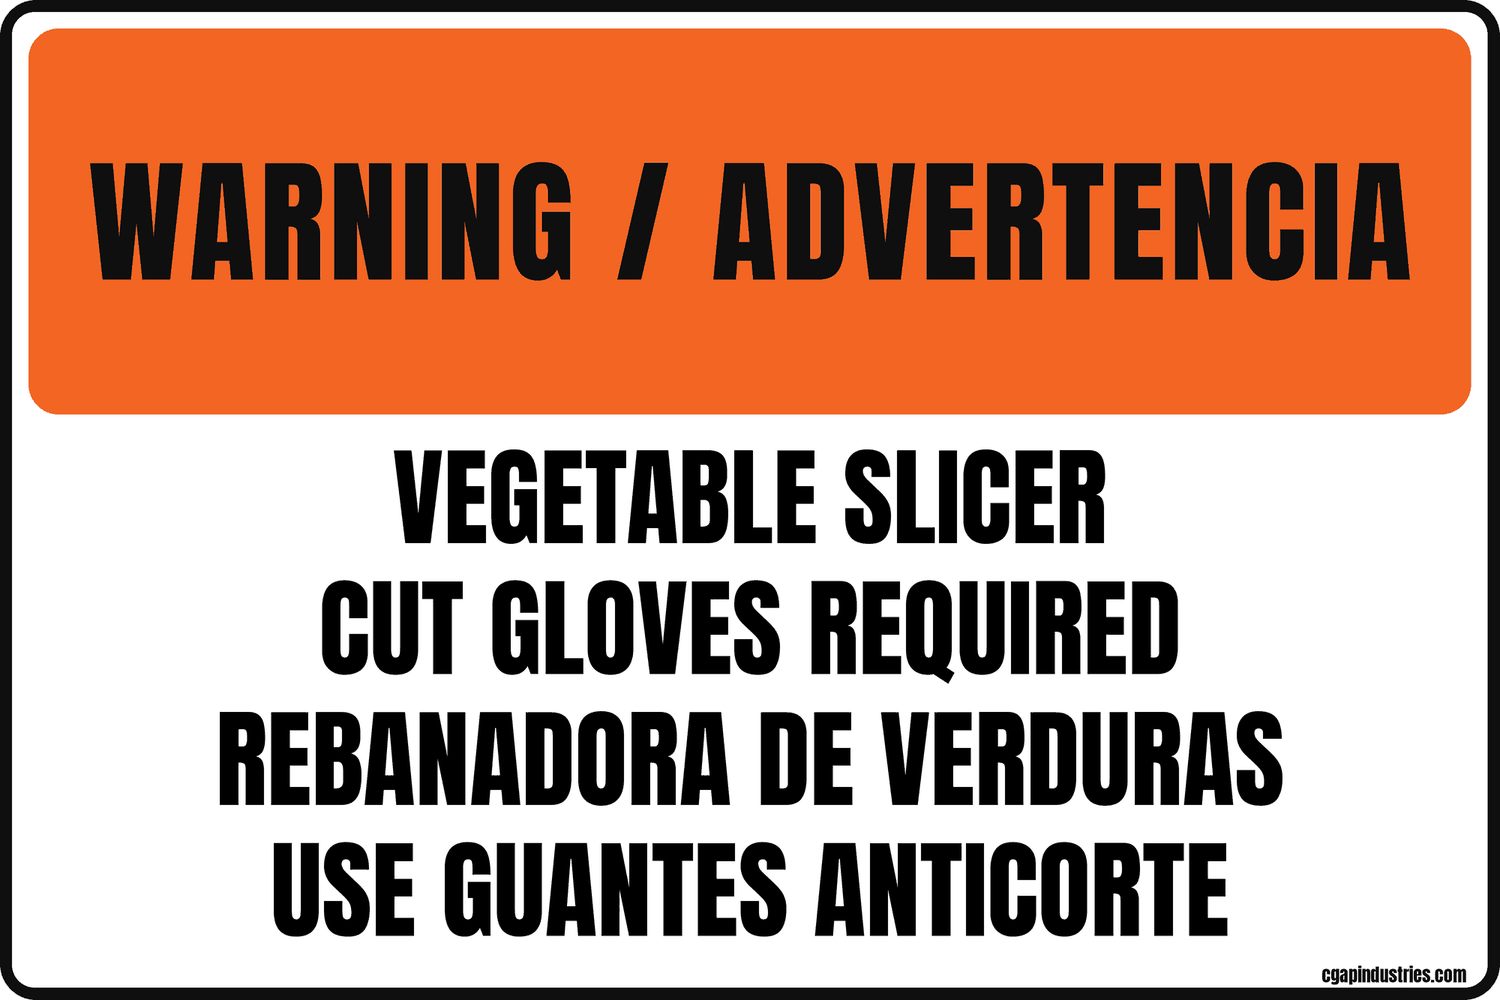 WARNING / ADVERTENCIA
VEGETABLE SLICER
CUT GLOVES REQUIRED
REBANADORA DE VERDURAS
USE GUANTES ANTICORTE
cgapindustries.com